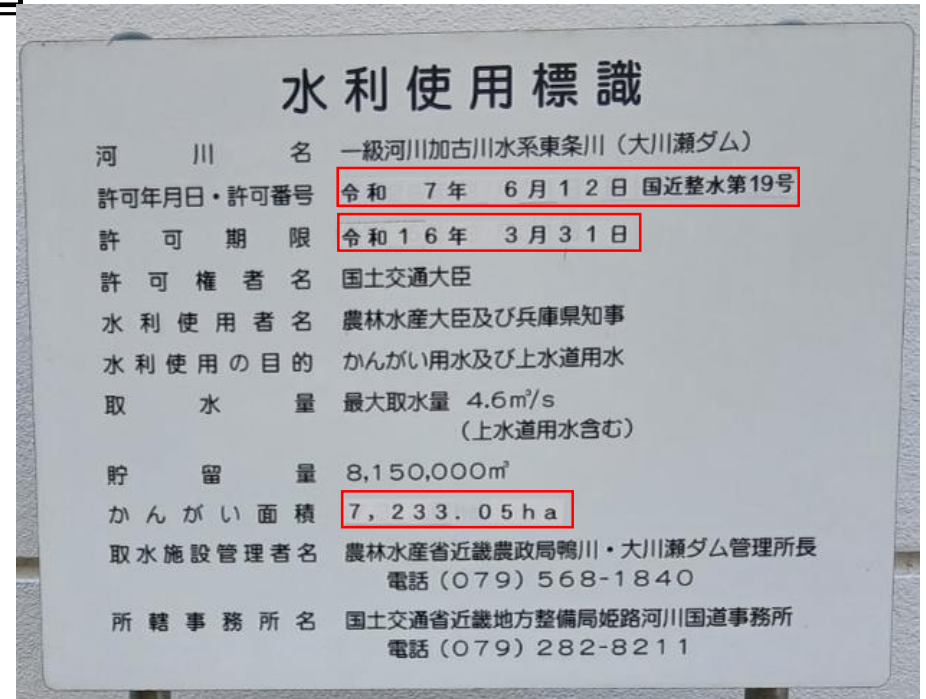 水利使用標識
河川名 一級河川加古川水系東条川（大川瀬ダム）
許可年月日・許可番号 令和 7年 6月12日 国近整水第19号
許可期限 令和16年 3月31日
許可権者名 国土交通大臣
水利使用者名 農林水産大臣及び兵庫県知事
水利使用の目的 かんがい用水及び上水道用水
取水量 最大取水量 4.6㎥/s
（上水道用水含む）
貯留量 8,150,000㎥
かんがい面積 7,233.05ha
取水施設管理者名 農林水産省近畿農政局鴨川・大川瀬ダム管理所長
電話（079）568-1840
所轄事務所名 国土交通省近畿地方整備局姫路河川国道事務所
電話（079）282-8211